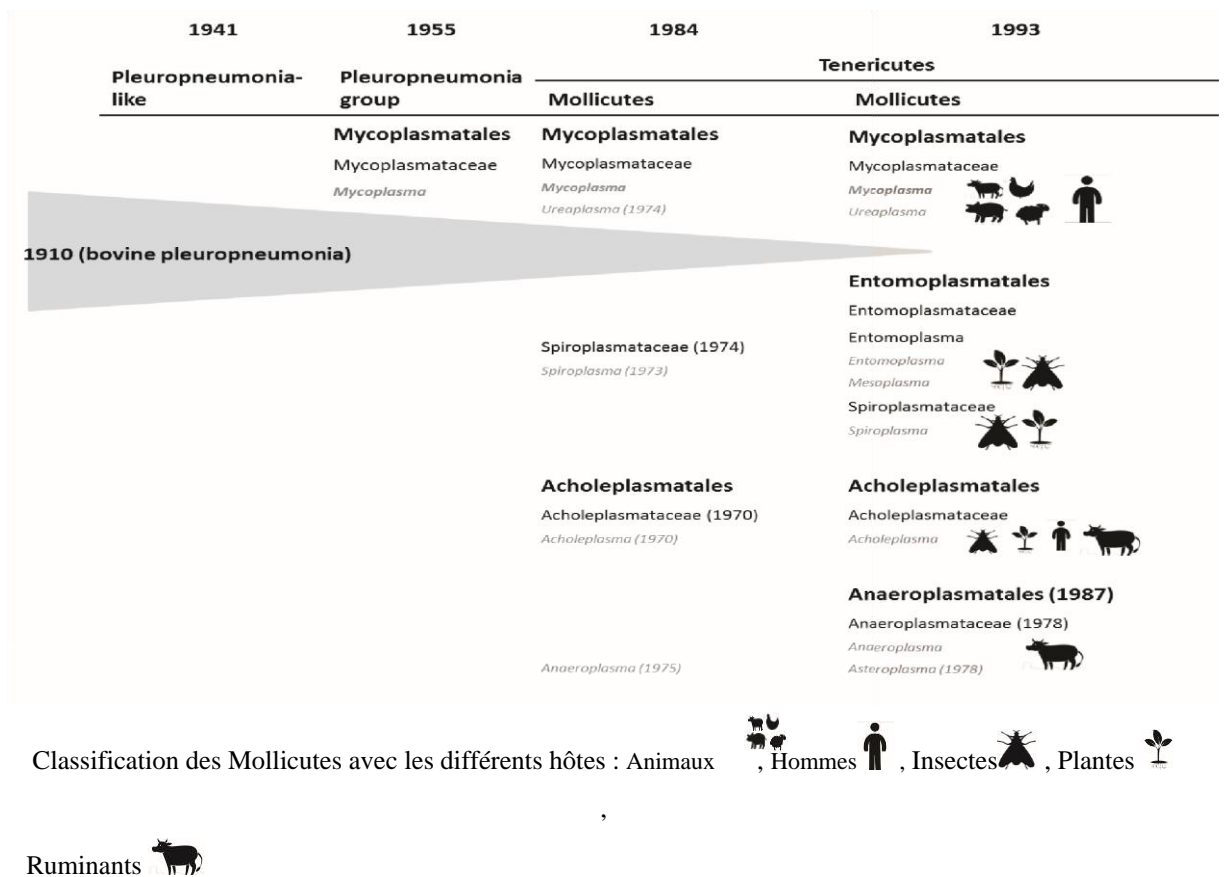 1941 1955 1984 1993
Tenericutes
Pleuropneumonia-like Pleuropneumonia group Mollicutes Mollicutes
Mycoplasmatales Mycoplasmatales Mycoplasmatales
Mycoplasmataceae Mycoplasmataceae Mycoplasmataceae
Mycoplasma Mycoplasma Mycoplasma
Ureaplasma (1974) Ureaplasma
1910 (bovine pleuropneumonia)
Entomoplasmatales
Entomoplasmataceae
Spiroplasmataceae (1974) Entomoplasma
Spiroplasma (1973) Entomoplasma
Mesoplasma
Spiroplasmataceae
Spiroplasma
Acholeplasmatales Acholeplasmatales
Acholeplasmataceae (1970) Acholeplasmataceae
Acholeplasma (1970) Acholeplasma
Anaeroplasmatales (1987)
Anaeroplasmataceae (1978)
Anaeroplasma
Anaeroplasma (1975) Asteroplasma (1978)
Classification des Mollicutes avec les différents hôtes : Animaux , Hommes , Insectes , Plantes
,
Ruminants